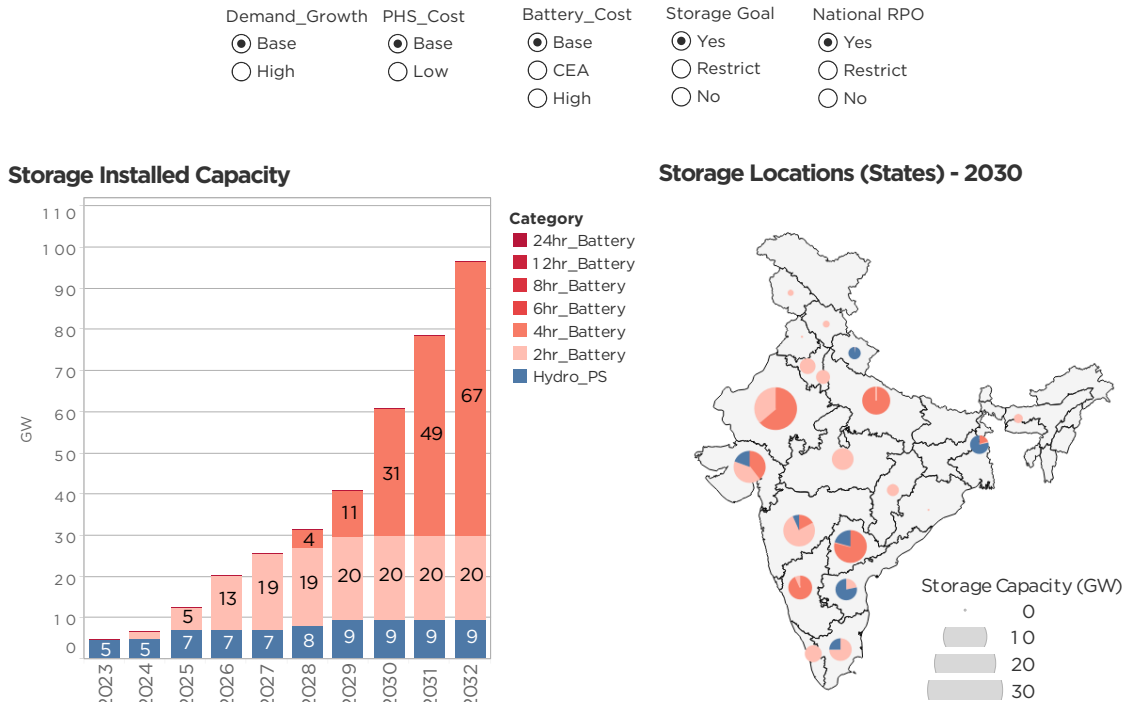 Demand_Growth PHS_Cost Battery_Cost Storage Goal National RPO
Base Base Base Yes Yes
High Low CEA Restrict Restrict
High No No
Storage Installed Capacity
Storage Locations (States) - 2030
GW
110
100
90
80
70
60
50
40
30
20
10
0
5 5 7 7 7 8 9 9 9 9
5 13 19 19 20 20 20 20
4 11 31 49 67
2023 2024 2025 2026 2027 2028 2029 2030 2031 2032
Category
24hr_Battery
12hr_Battery
8hr_Battery
6hr_Battery
4hr_Battery
2hr_Battery
Hydro_PS
Storage Capacity (GW)
0
10
20
30